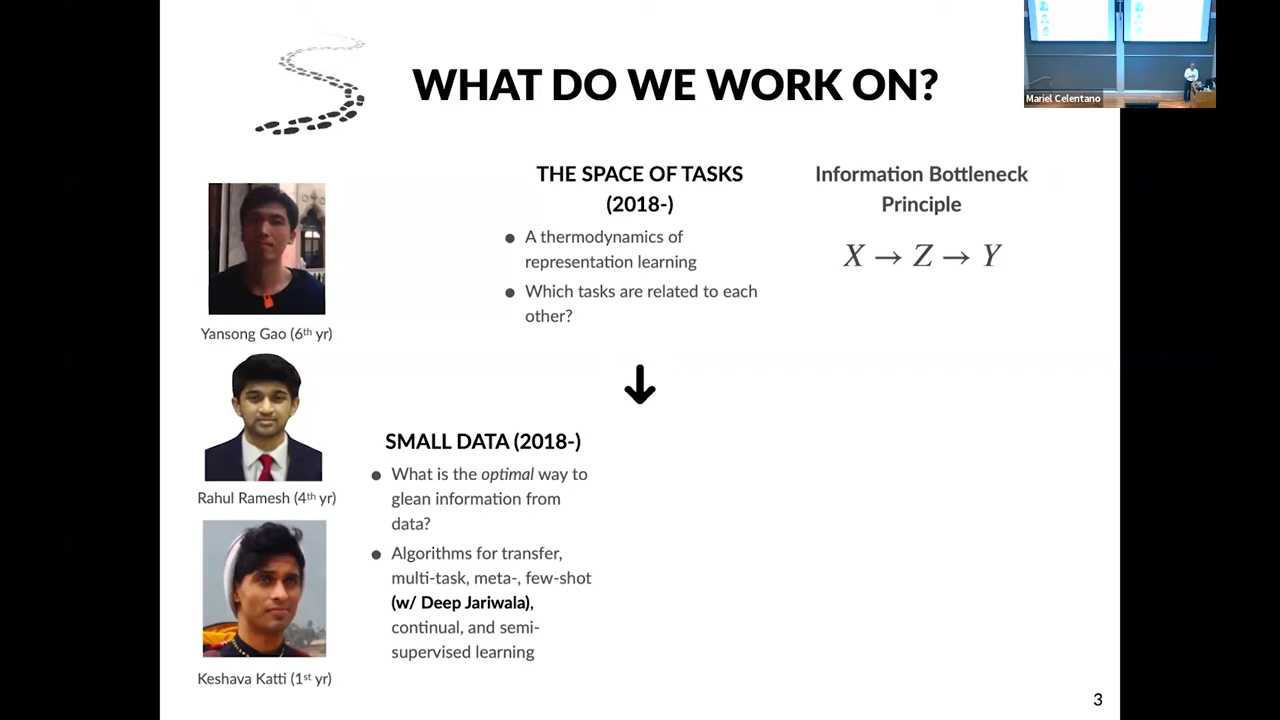 WHAT DO WE WORK ON?
Mariel Celentano
THE SPACE OF TASKS
(2018-)
● A thermodynamics of
representation learning
● Which tasks are related to each
other?
Information Bottleneck
Principle
X → Z → Y
Yansong Gao (6th yr)
Rahul Ramesh (4th yr)
Keshava Katti (1st yr)
SMALL DATA (2018-)
● What is the optimal way to
glean information from
data?
● Algorithms for transfer,
multi-task, meta-, few-shot
(w/ Deep Jariwala),
continual, and semi-
supervised learning
3